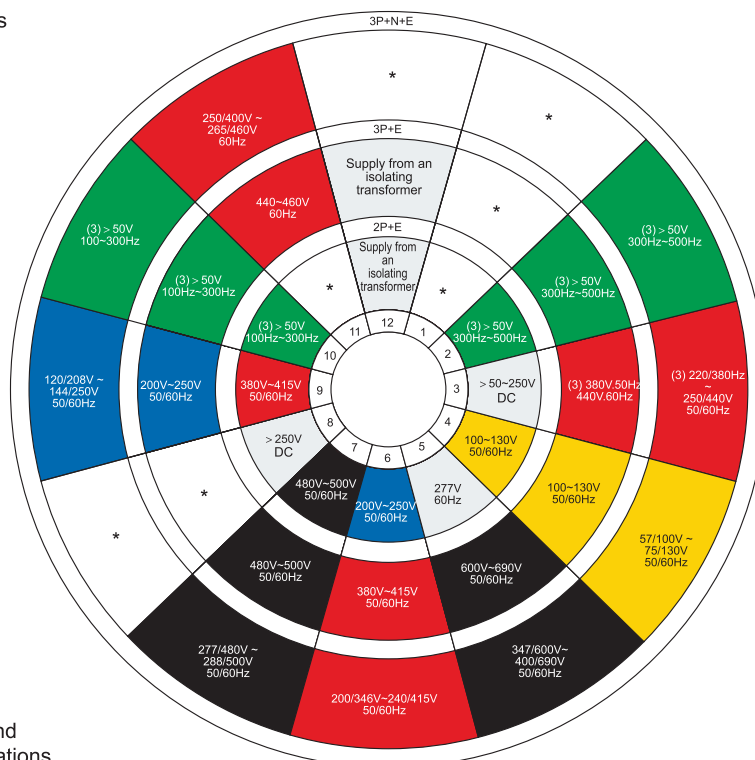 s
3P+N+E
*
*
250/400V ~
265/460V
60Hz
3P+E
Supply from an
isolating
transformer
440~460V
60Hz
*
(3)＞50V
100~300Hz
(3)＞50V
300Hz~500Hz
2P+E
Supply from
an
isolating
transformer
*
*
(3)＞50V
100Hz~300Hz
(3)＞50V
300Hz~500Hz
(3)＞50V
100Hz~300Hz
(3)＞50V
300Hz~500Hz
12
11
1
10
2
9
3
8
4
7
5
6
120/208V ~
144/250V
50/60Hz
200V~250V
50/60Hz
380V~415V
50/60Hz
＞50~250V
DC
(3) 380V.50Hz
440V.60Hz
(3) 220/380Hz
~
250/440V
50/60Hz
＞250V
DC
100~130V
50/60Hz
*
*
480V~500V
50/60Hz
200V~250V
50/60Hz
277V
60Hz
100~130V
50/60Hz
57/100V ~
75/130V
50/60Hz
480V~500V
50/60Hz
380V~415V
50/60Hz
600V~690V
50/60Hz
277/480V ~
288/500V
50/60Hz
200/346V~240/415V
50/60Hz
347/600V~
400/690V
50/60Hz
nd
ations